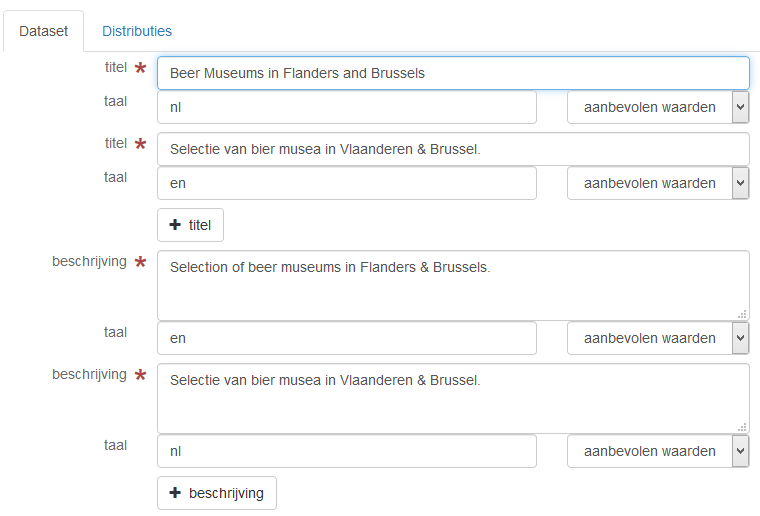 Dataset Distributies
titel * Beer Museums in Flanders and Brussels
taal nl aanbevolen waarden
titel * Selectie van bier musea in Vlaanderen & Brussel.
taal en aanbevolen waarden
+ titel
beschrijving * Selection of beer museums in Flanders & Brussels.
taal en aanbevolen waarden
beschrijving * Selectie van bier musea in Vlaanderen & Brussel.
taal nl aanbevolen waarden
+ beschrijving